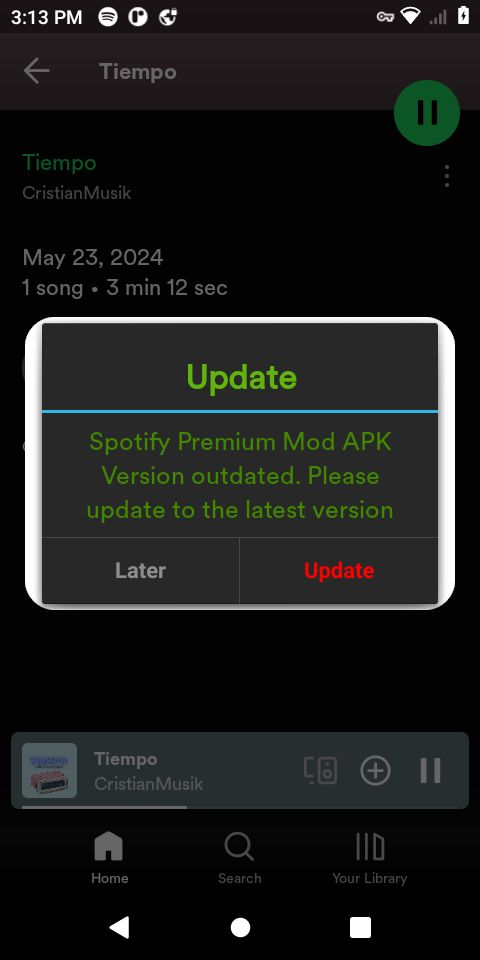 3:13 PM
Tiempo
Tiempo
CristianMusik
May 23, 2024
1 song • 3 min 12 sec
Update
Spotify Premium Mod APK
Version outdated. Please
update to the latest version
Later
Update
Tiempo
CristianMusik
Home
Search
Your Library